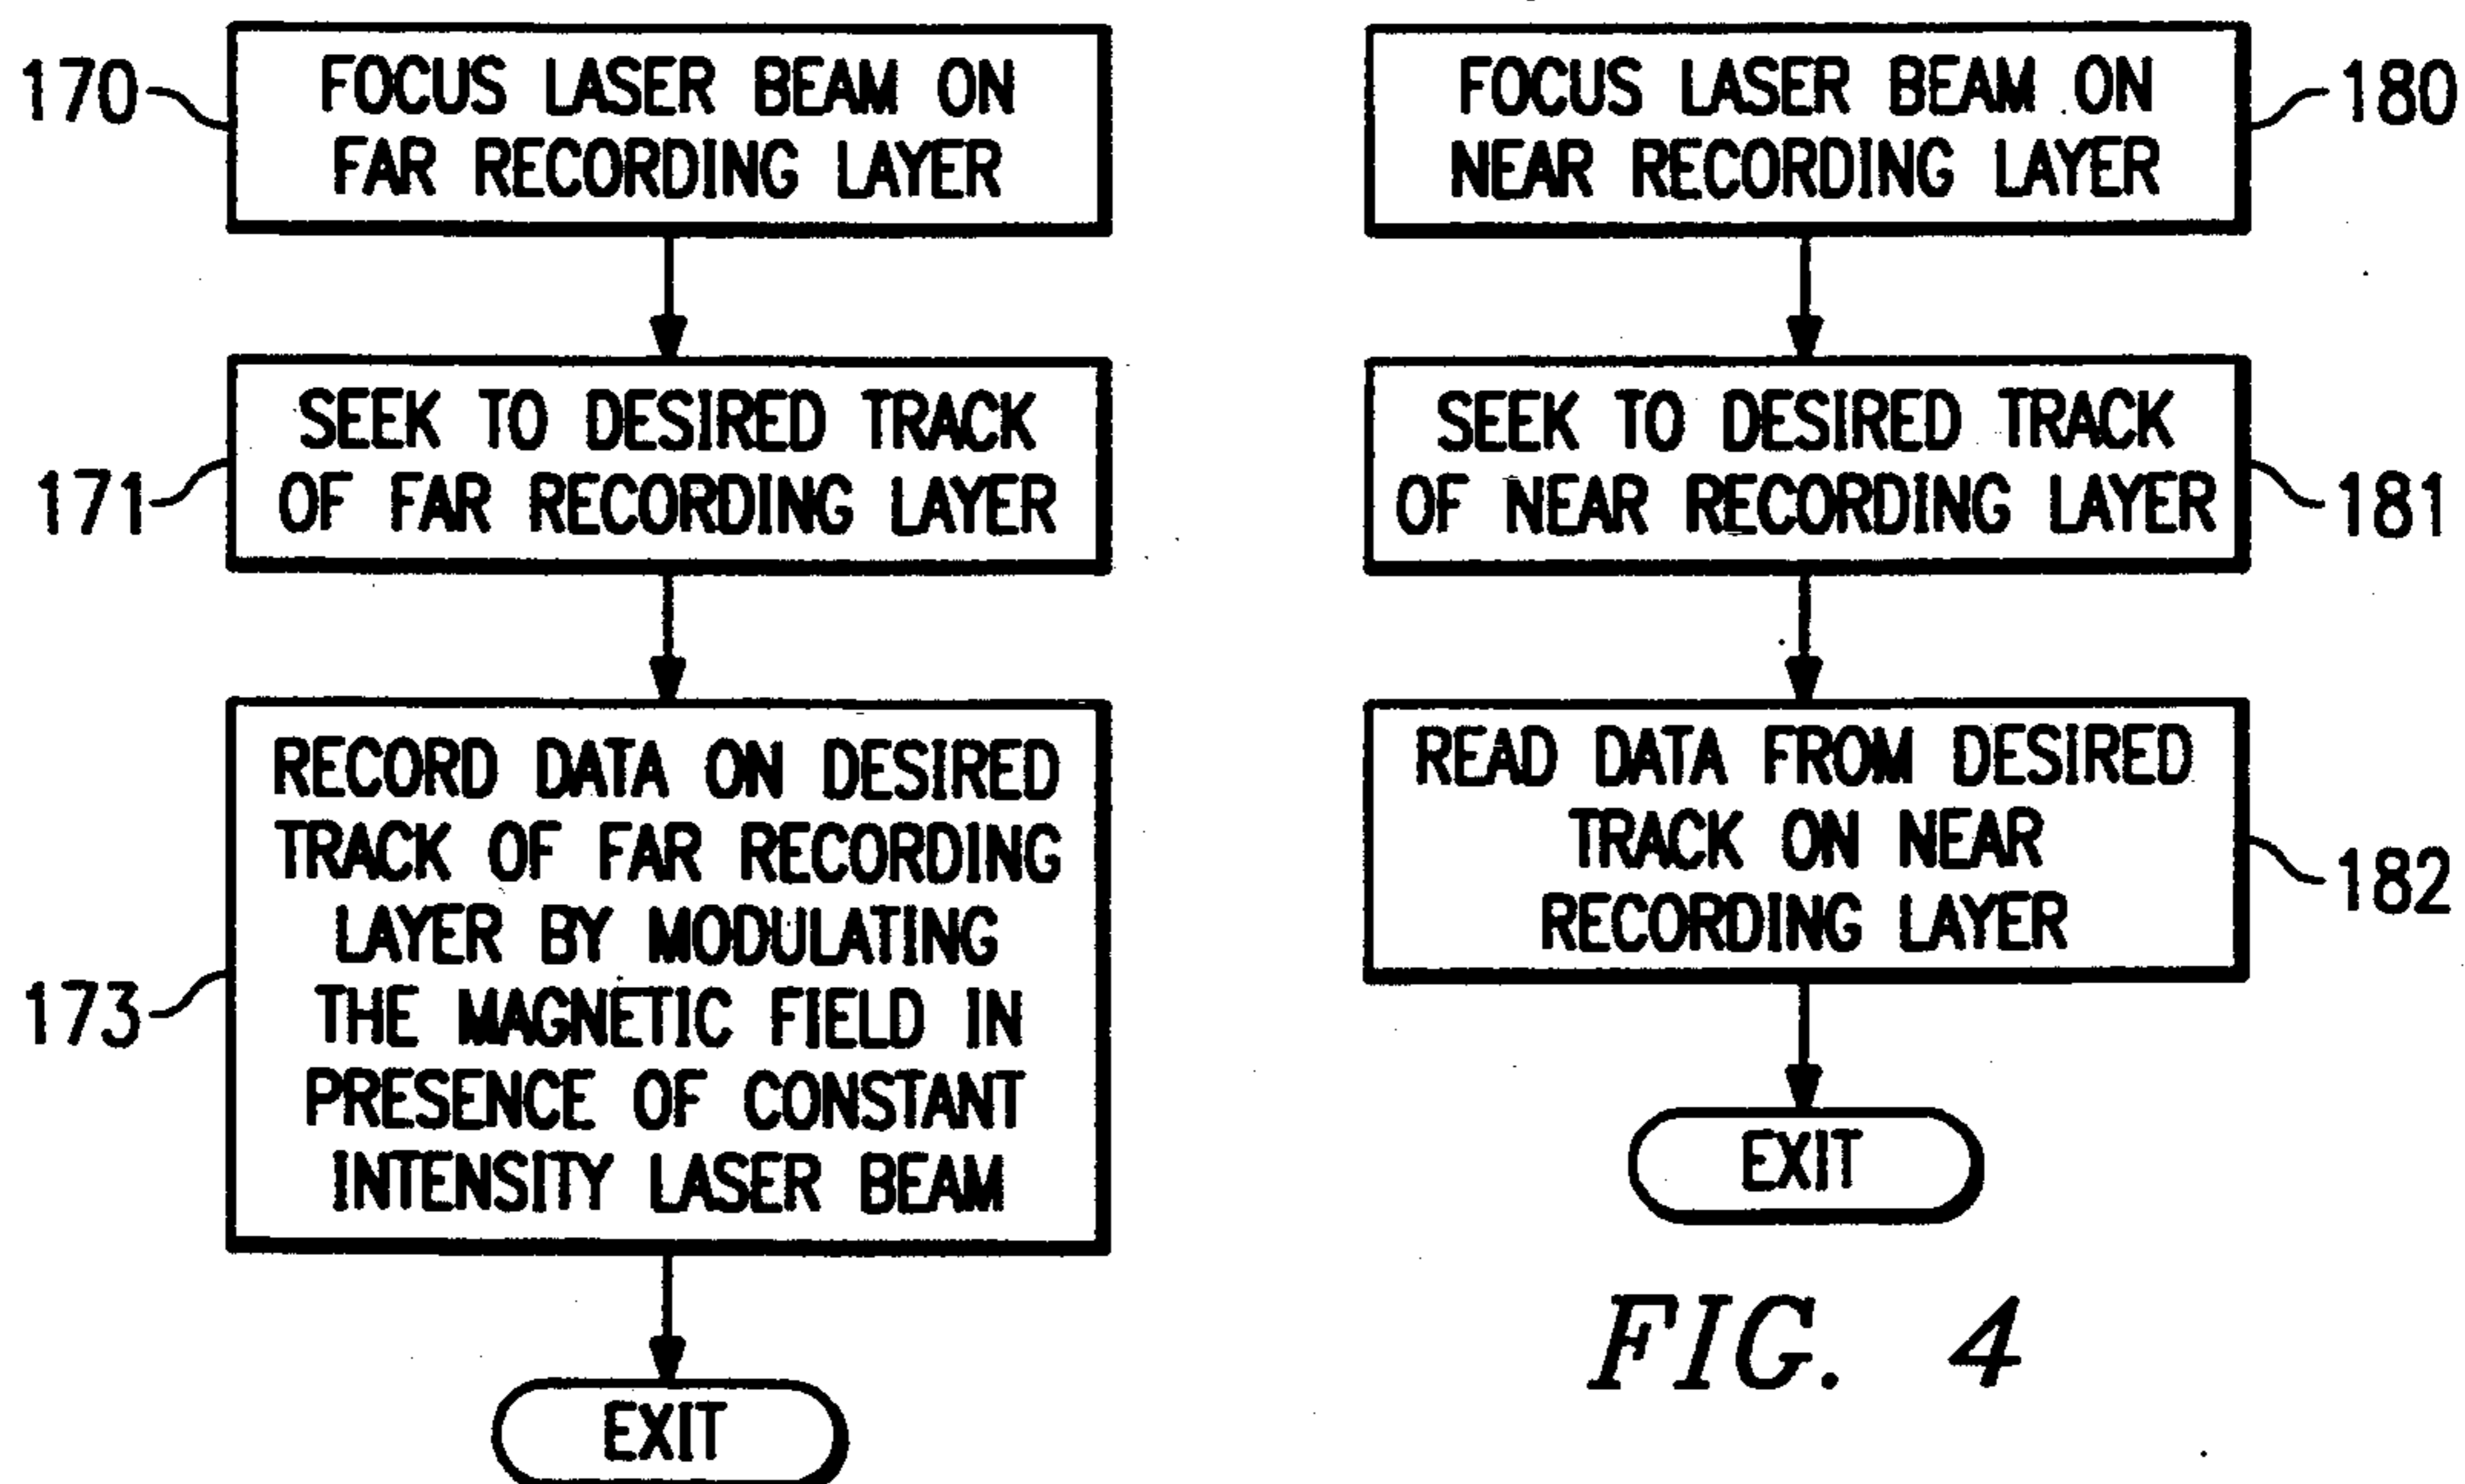 170
FOCUS LASER BEAM ON
FAR RECORDING LAYER
171
SEEK TO DESIRED TRACK
OF FAR RECORDING LAYER
173
RECORD DATA ON DESIRED
TRACK OF FAR RECORDING
LAYER BY MODULATING
THE MAGNETIC FIELD IN
PRESENCE OF CONSTANT
INTENSITY LASER BEAM
EXIT
FOCUS LASER BEAM ON
NEAR RECORDING LAYER
180
SEEK TO DESIRED TRACK
OF NEAR RECORDING LAYER
181
READ DATA FROM DESIRED
TRACK ON NEAR
RECORDING LAYER
182
EXIT
FIG. 4